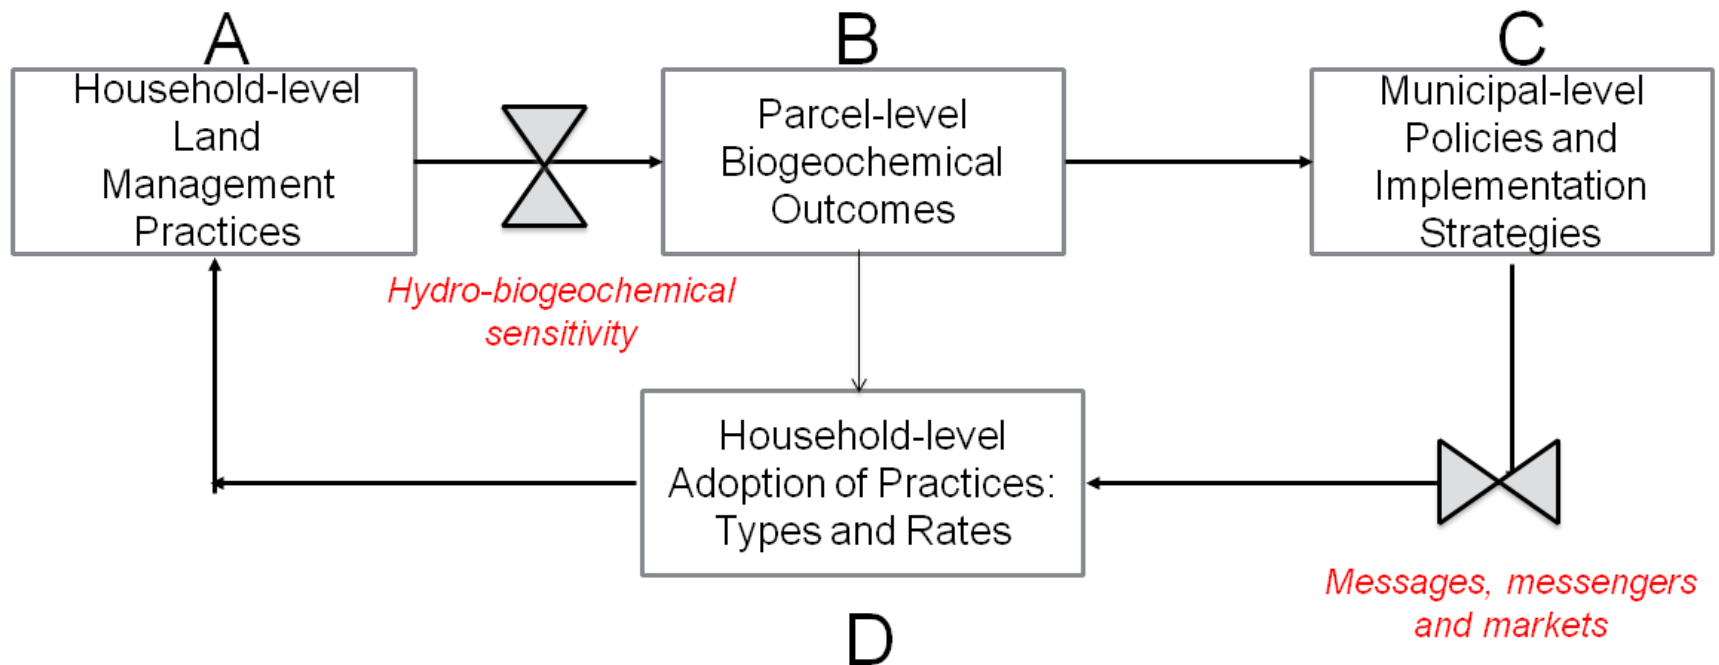 A
Household-level
Land
Management
Practices
B
Parcel-level
Biogeochemical
Outcomes
C
Municipal-level
Policies and
Implementation
Strategies
Hydro-biogeochemical
sensitivity
Household-level
Adoption of Practices:
Types and Rates
D
Messages, messengers
and markets